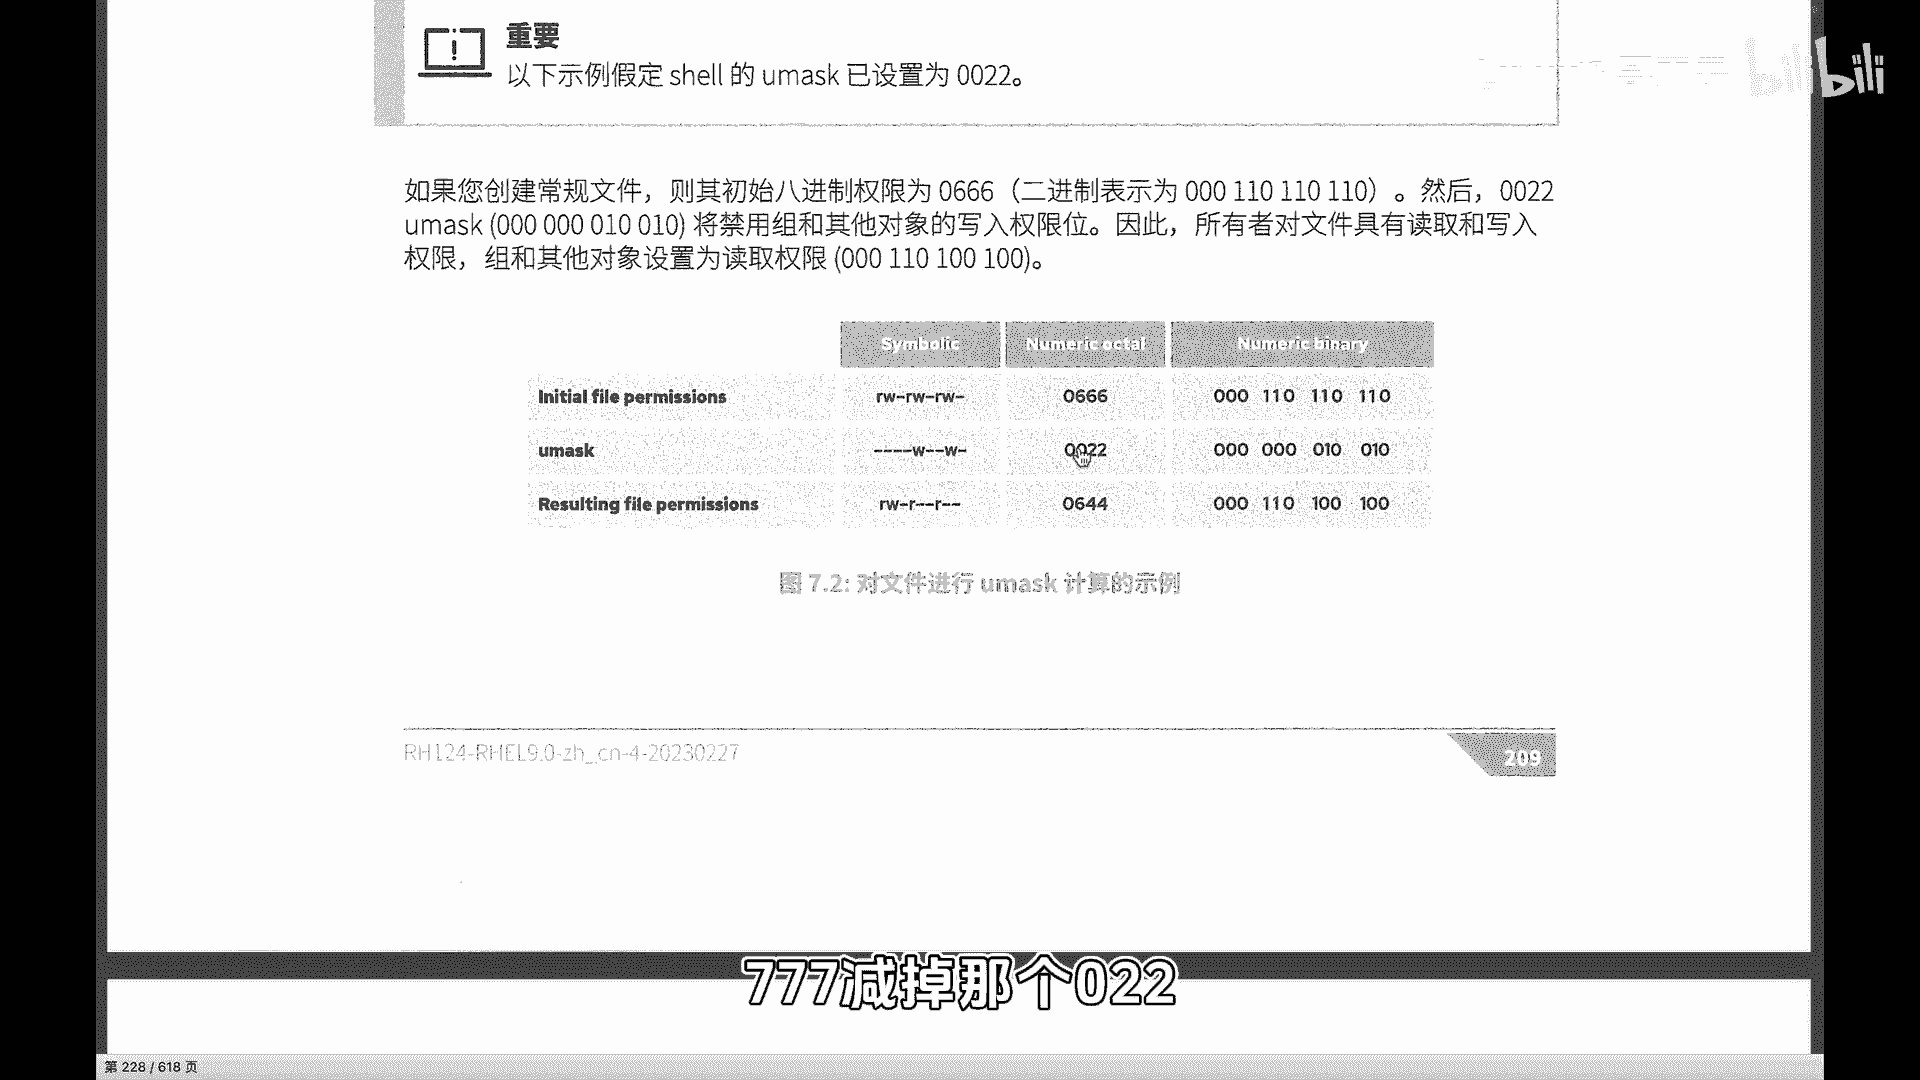 重要
以下示例假定 shell 的 umask 已设置为 0022。
bilibili
如果您创建常规文件，则其初始八进制权限为 0666（二进制表示为 000 110 110 110）。然后，0022
umask (000 000 010 010) 将禁用组和其他对象的写入权限位。因此，所有者对文件具有读取和写入
权限，组和其他对象设置为读取权限 (000 110 100 100)。
Symbolic Numeric octal Numeric binary
Initial file permissions rw-rw-rw- 0666 000 110 110 110
umask ----w--w- 0022 000 000 010 010
Resulting file permissions rw-r--r-- 0644 000 110 100 100
图 7.2: 对文件进行 umask 计算的示例
RH124-RHEL9.0-zh_cn-4-20230227
209
777减掉那个022
第 228 / 618 页